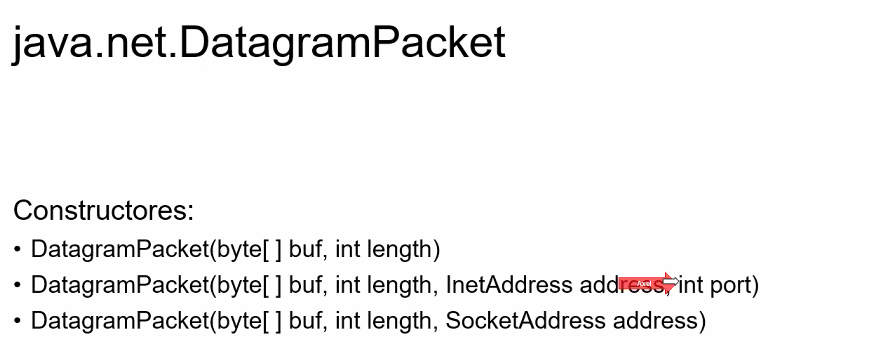 java.net.DatagramPacket
Constructores:
• DatagramPacket(byte[ ] buf, int length)
• DatagramPacket(byte[ ] buf, int length, InetAddress address, int port)
• DatagramPacket(byte[ ] buf, int length, SocketAddress address)